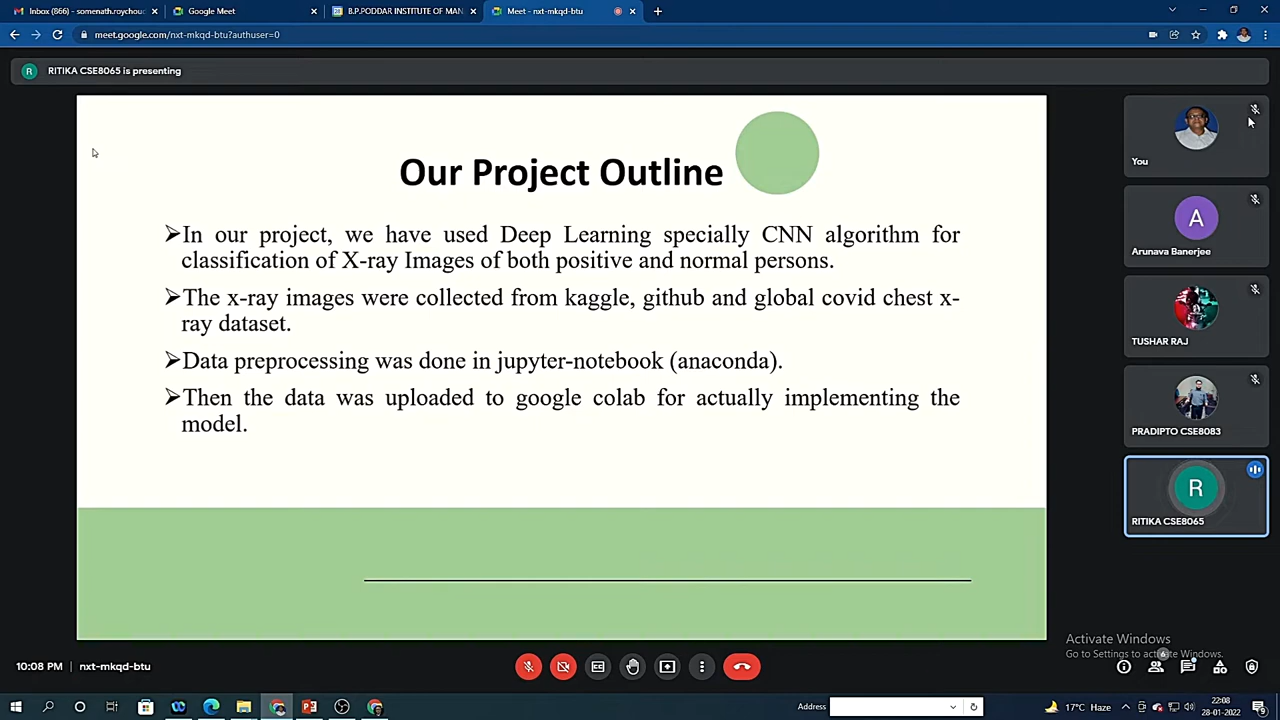 Inbox (866) - somenath.roychouc
Google Meet
B.P.PODDAR INSTITUTE OF MAN
Meet - nxt-mkqd-btu
meet.google.com/nxt-mkqd-btu?authuser=0
R
RITIKA CSE8065 is presenting
Our Project Outline
➢In our project, we have used Deep Learning specially CNN algorithm for
classification of X-ray Images of both positive and normal persons.
➢The x-ray images were collected from kaggle, github and global covid chest x-
ray dataset.
➢Data preprocessing was done in jupyter-notebook (anaconda).
➢Then the data was uploaded to google colab for actually implementing the
model.
You
A
Arunava Banerjee
TUSHAR RAJ
PRADIPTO CSE8083
R
RITIKA CSE8065
Activate Windows
Go to Settings to activate Windows.
10:08 PM | nxt-mkqd-btu
6
Address
17°C Haze
22:08
28-01-2022